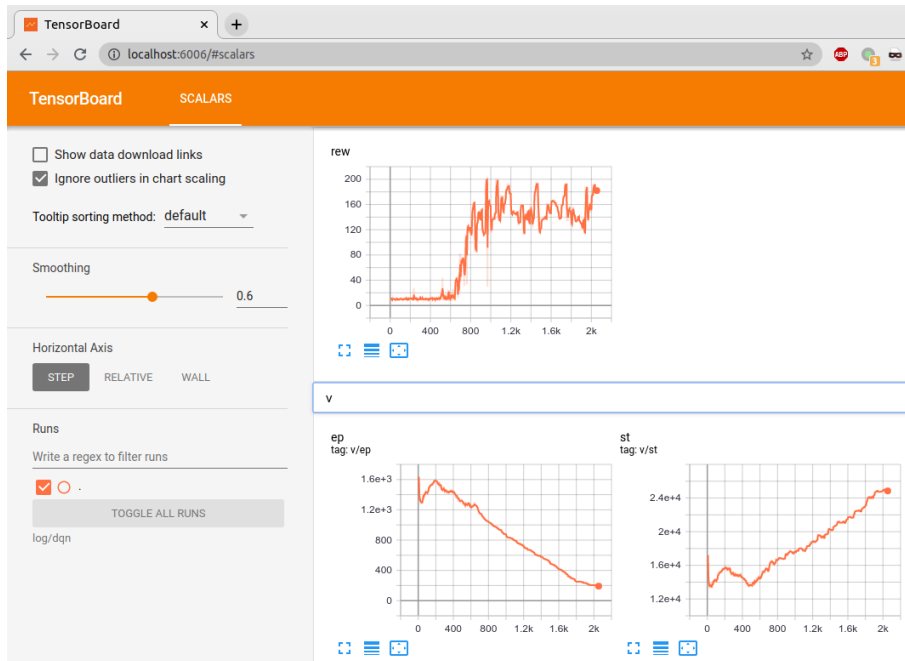 TensorBoard × +
localhost:6006/#scalars
ABP
3
TensorBoard
SCALARS
Show data download links
Ignore outliers in chart scaling
Tooltip sorting method: default
Smoothing
0.6
Horizontal Axis
STEP RELATIVE WALL
Runs
Write a regex to filter runs
.
TOGGLE ALL RUNS
log/dqn
rew
200
160
120
80
40
0
0 400 800 1.2k 1.6k 2k
v
ep
tag: v/ep
1.6e+3
1.2e+3
800
400
0
0 400 800 1.2k 1.6k 2k
st
tag: v/st
2.4e+4
2e+4
1.6e+4
1.2e+4
0 400 800 1.2k 1.6k 2k